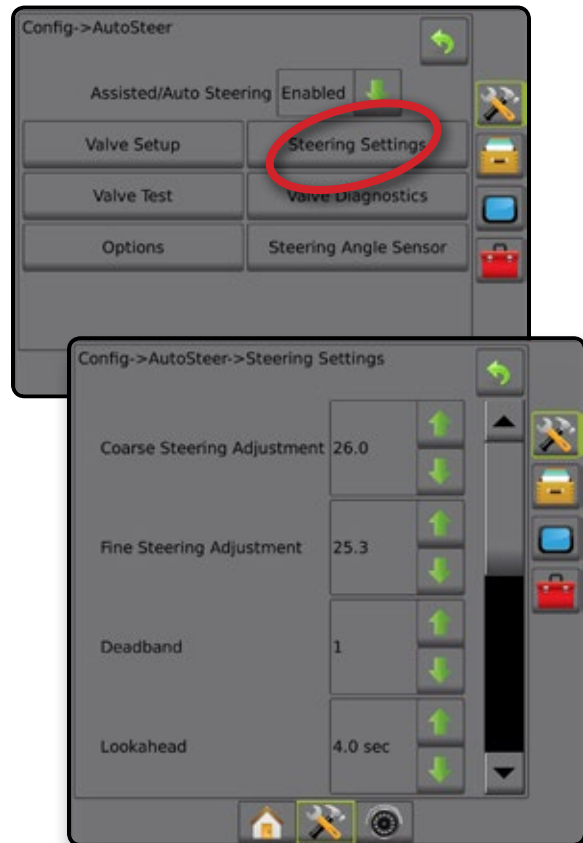 Config->AutoSteer
Assisted/Auto Steering Enabled
Valve Setup Steering Settings
Valve Test Valve Diagnostics
Options Steering Angle Sensor
Config->AutoSteer->Steering Settings
Coarse Steering Adjustment 26.0
Fine Steering Adjustment 25.3
Deadband 1
Lookahead 4.0 sec